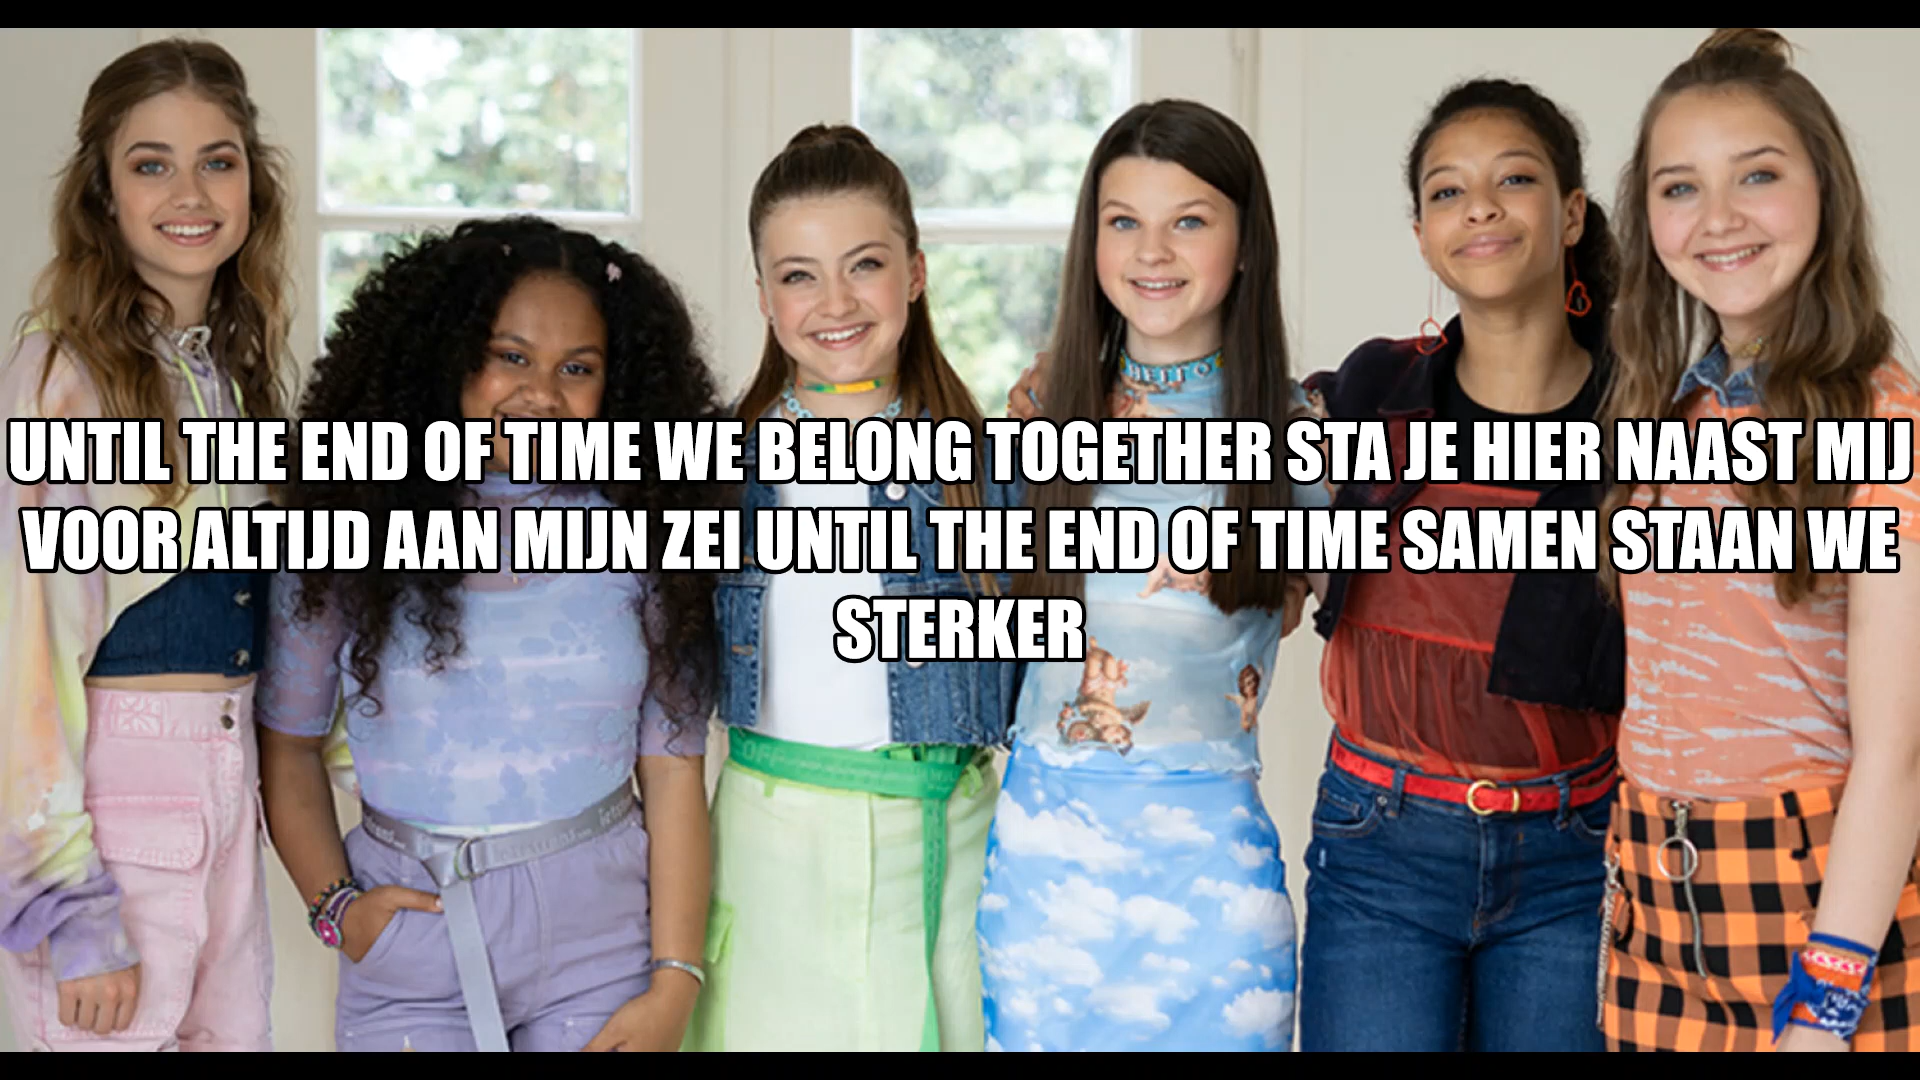 UNTIL THE END OF TIME WE BELONG TOGETHER STA JE HIER NAAST MIJ
VOOR ALTIJD AAN MIJN ZEI UNTIL THE END OF TIME SAMEN STAAN WE
STERKER